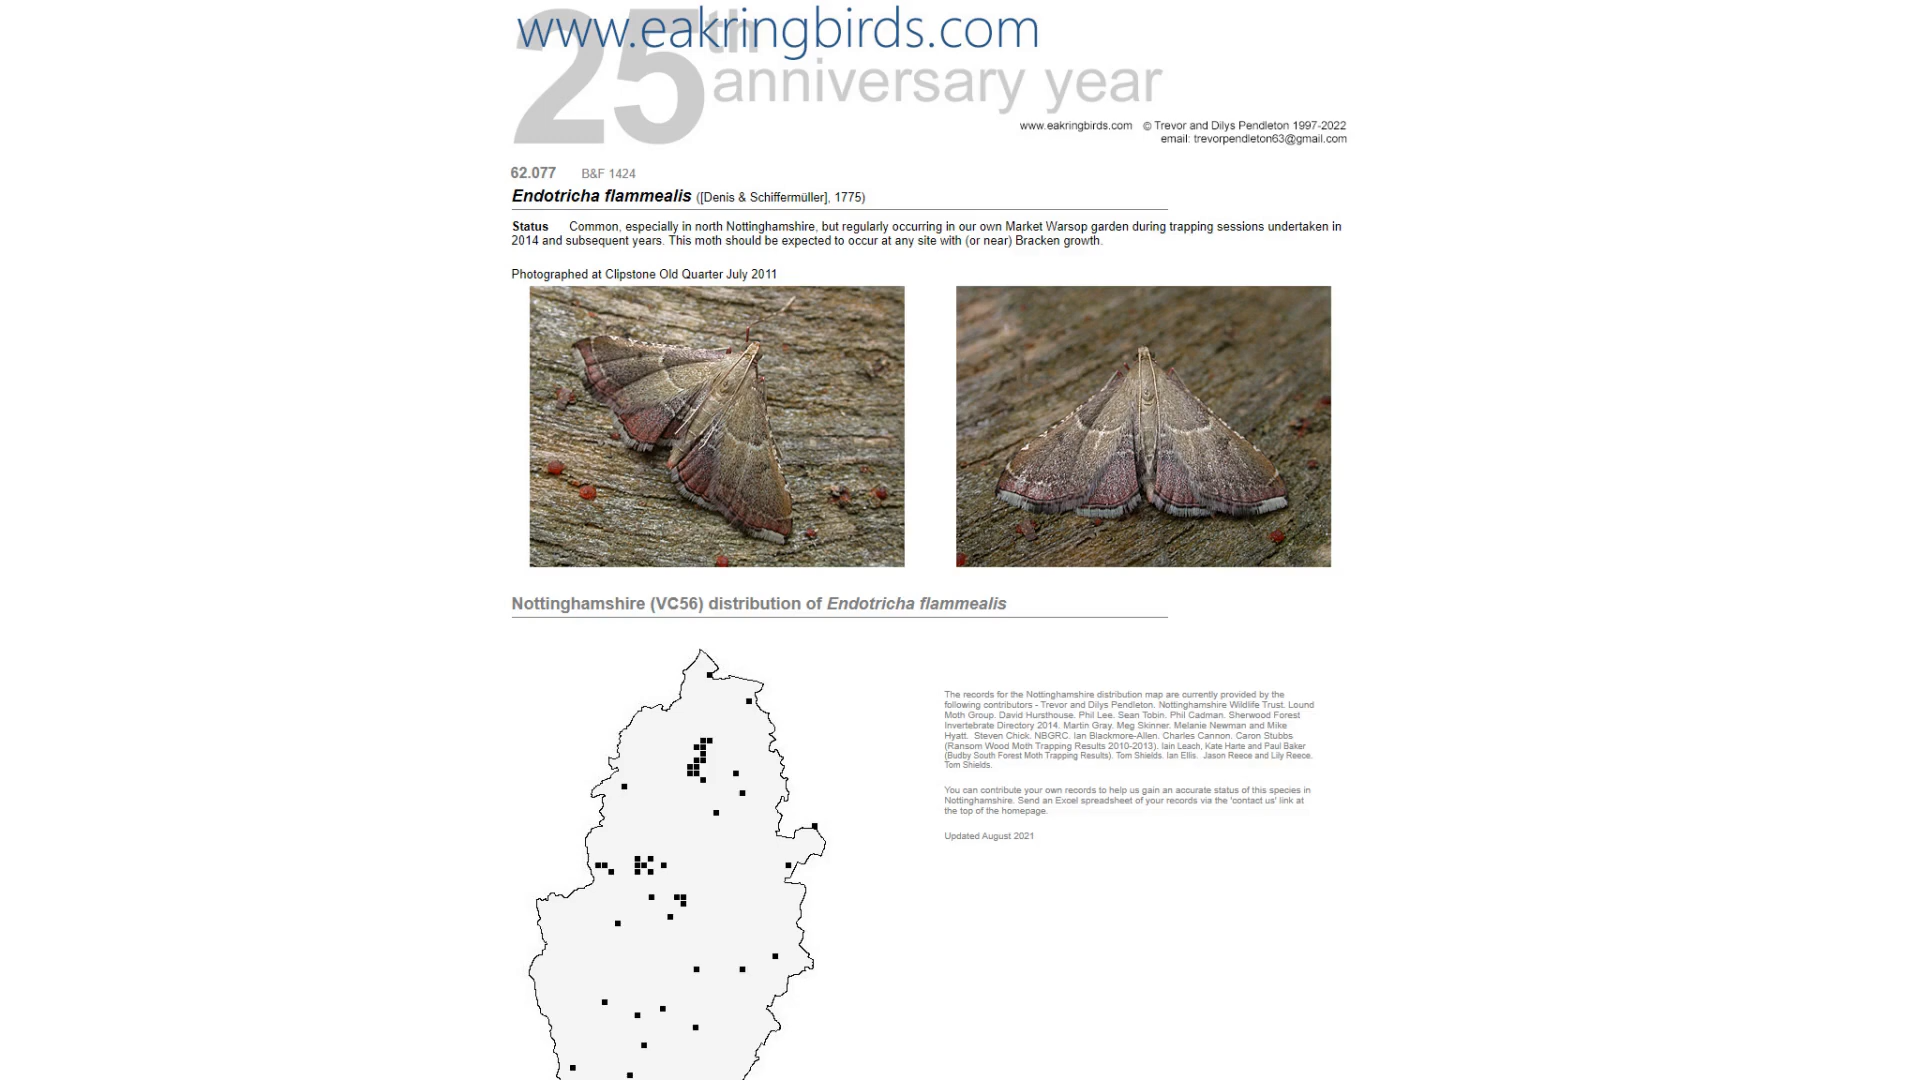 www.eakringbirds.com
25th anniversary year
www.eakringbirds.com © Trevor and Dilys Pendleton 1997-2022
email: trevorpendleton63@gmail.com
62.077 B&F 1424
Endotricha flammealis ([Denis & Schiffermüller], 1775)
Status Common, especially in north Nottinghamshire, but regularly occurring in our own Market Warsop garden during trapping sessions undertaken in
2014 and subsequent years. This moth should be expected to occur at any site with (or near) Bracken growth.
Photographed at Clipstone Old Quarter July 2011
Nottinghamshire (VC56) distribution of Endotricha flammealis
The records for the Nottinghamshire distribution map are currently provided by the
following contributors - Trevor and Dilys Pendleton. Nottinghamshire Wildlife Trust. Lound
Moth Group. David Hursthouse. Phil Lee. Sean Tobin. Phil Cadman. Sherwood Forest
Invertebrate Directory 2014. Martin Gray. Meg Skinner. Melanie Newman and Mike
Hyatt. Steven Chick. NBGRC. Ian Blackmore-Allen. Charles Cannon. Caron Stubbs
(Ransom Wood Moth Trapping Results 2010-2013). Iain Leach, Kate Harte and Paul Baker
(Budby South Forest Moth Trapping Results). Tom Shields. Ian Ellis. Jason Reece and Lily Reece.
Tom Shields.
You can contribute your own records to help us gain an accurate status of this species in
Nottinghamshire. Send an Excel spreadsheet of your records via the 'contact us' link at
the top of the homepage.
Updated August 2021